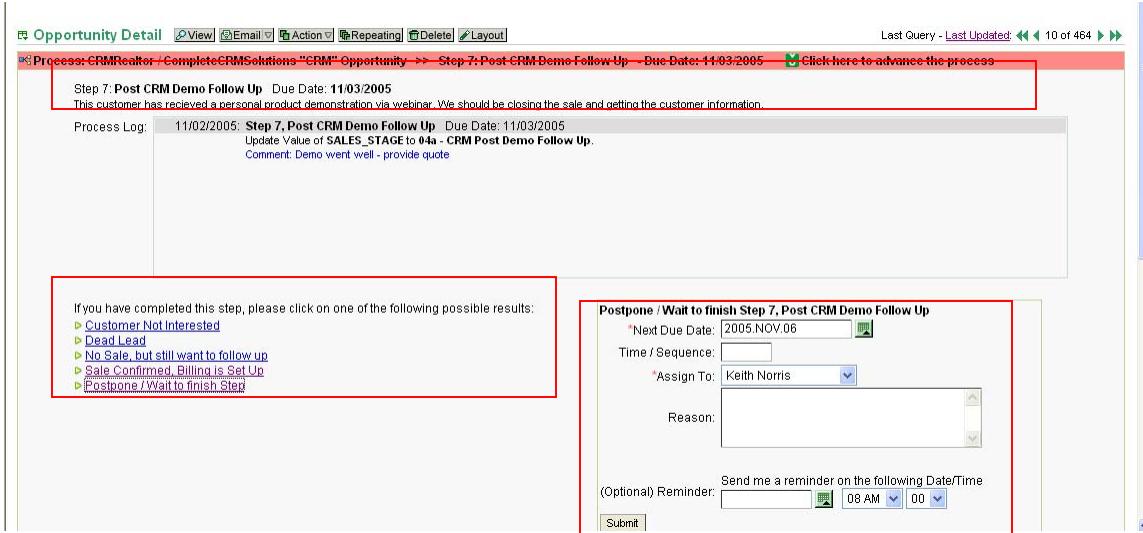 Opportunity Detail View Email Action Repeating Delete Layout Last Query - Last Updated: 10 of 464
Process: CRMRealtor / CompleteCRMSolutions "CRM" Opportunity >> Step 7: Post CRM Demo Follow Up - Due Date: 11/03/2005 Click here to advance the process
Step 7: Post CRM Demo Follow Up Due Date: 11/03/2005
This customer has recieved a personal product demonstration via webinar. We should be closing the sale and getting the customer information.
Process Log: 11/02/2005: Step 7, Post CRM Demo Follow Up Due Date: 11/03/2005
Update Value of SALES_STAGE to 04a - CRM Post Demo Follow Up.
Comment: Demo went well - provide quote
If you have completed this step, please click on one of the following possible results:
Customer Not Interested
Dead Lead
No Sale, but still want to follow up
Sale Confirmed, Billing is Set Up
Postpone / Wait to finish Step
Postpone / Wait to finish Step 7, Post CRM Demo Follow Up
*Next Due Date: 2005.NOV.06
Time / Sequence:
*Assign To: Keith Norris
Reason:
Send me a reminder on the following Date/Time
(Optional) Reminder: 08 AM 00
Submit